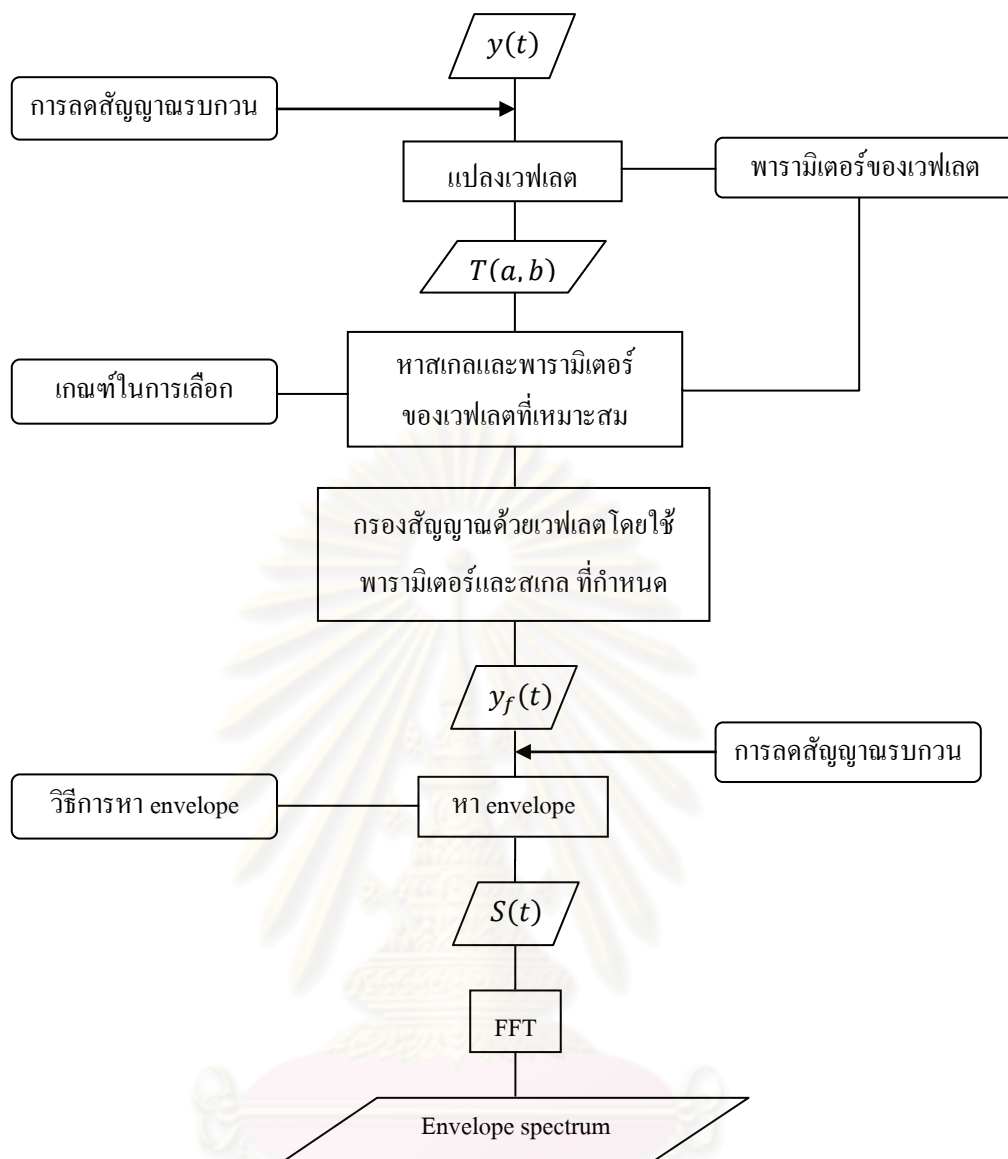 y(t)
การลดสัญญาณรบกวน
แปลงเวฟเลต
พารามิเตอร์ของเวฟเลต
T(a, b)
หาสเกลและพารามิเตอร์
ของเวฟเลตที่เหมาะสม
เกณฑ์ในการเลือก
กรองสัญญาณด้วยเวฟเลตโดยใช้
พารามิเตอร์และสเกล ที่กำหนด
y_f(t)
การลดสัญญาณรบกวน
วิธีการหา envelope
หา envelope
S(t)
FFT
Envelope spectrum